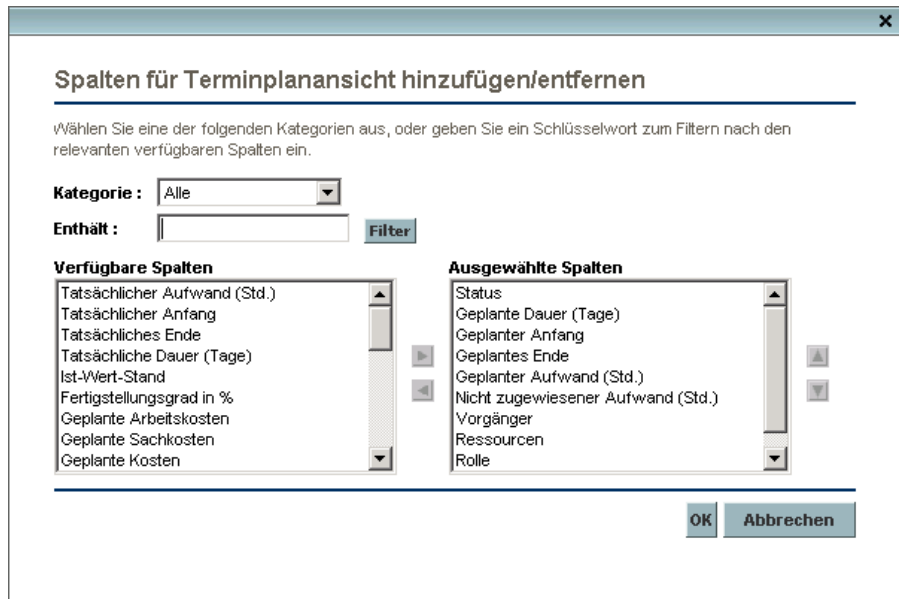 Spalten für Terminplanansicht hinzufügen/entfernen
Wählen Sie eine der folgenden Kategorien aus, oder geben Sie ein Schlüsselwort zum Filtern nach den
relevanten verfügbaren Spalten ein.
Kategorie : Alle
Enthält : Filter
Verfügbare Spalten
Tatsächlicher Aufwand (Std.)
Tatsächlicher Anfang
Tatsächliches Ende
Tatsächliche Dauer (Tage)
Ist-Wert-Stand
Fertigstellungsgrad in %
Geplante Arbeitskosten
Geplante Sachkosten
Geplante Kosten
Ausgewählte Spalten
Status
Geplante Dauer (Tage)
Geplanter Anfang
Geplantes Ende
Geplanter Aufwand (Std.)
Nicht zugewiesener Aufwand (Std.)
Vorgänger
Ressourcen
Rolle
OK Abbrechen